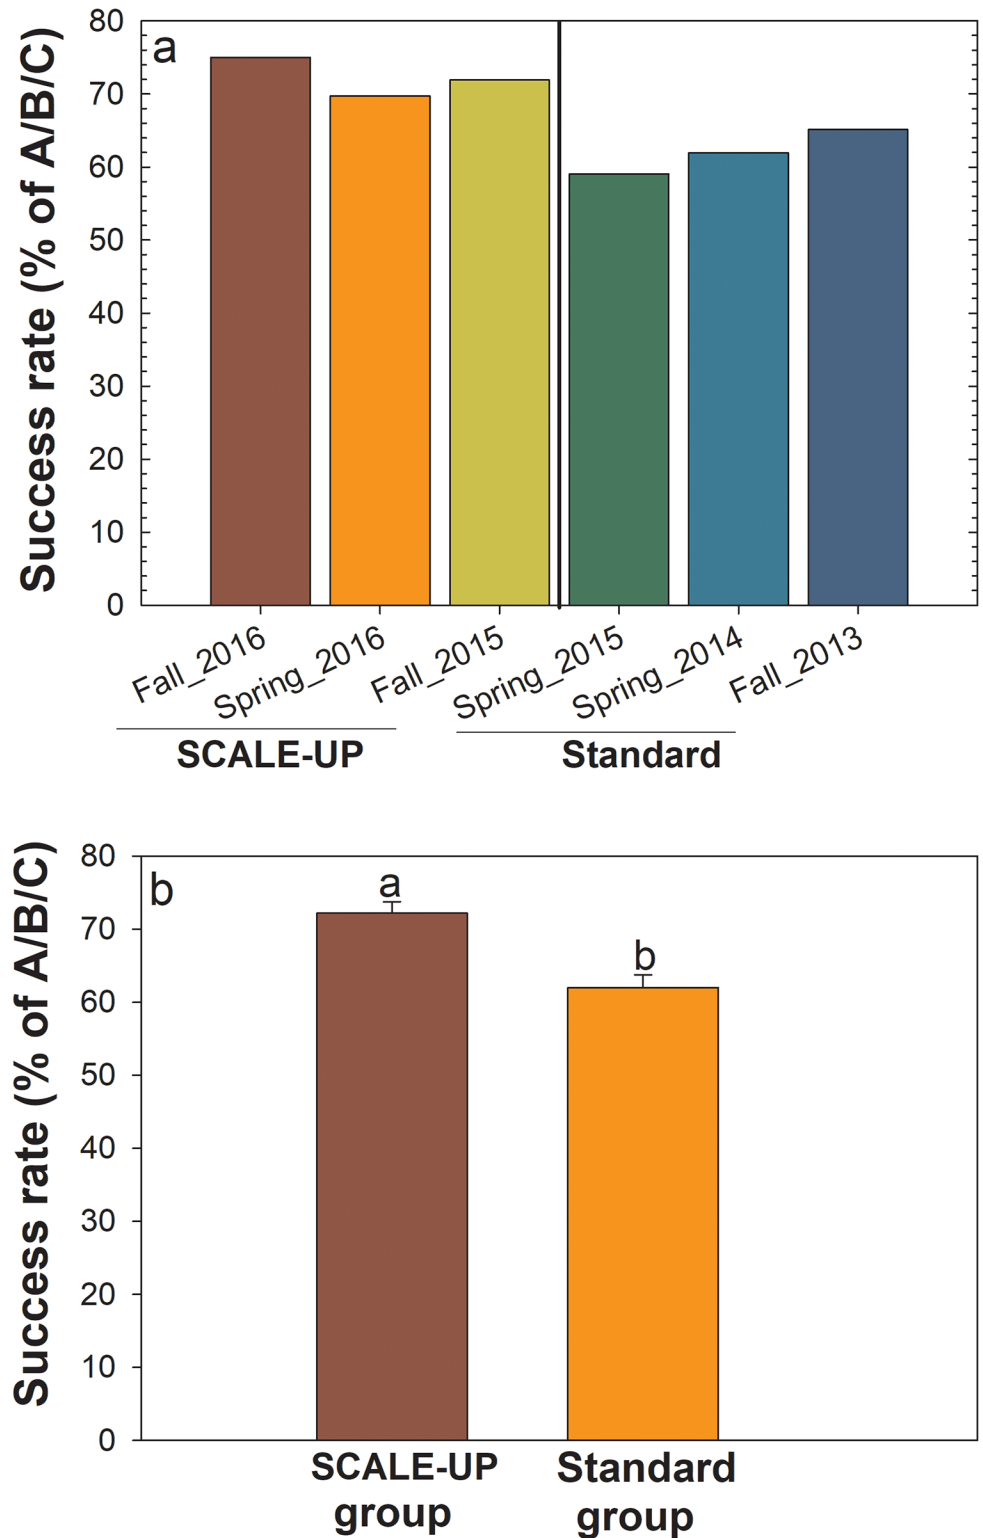 Success rate (% of A/B/C)
80
70
60
50
40
30
20
10
0
a
Fall_2016
Spring_2016
Fall_2015
Spring_2015
Spring_2014
Fall_2013
SCALE-UP
Standard
Success rate (% of A/B/C)
80
70
60
50
40
30
20
10
0
b
a
b
SCALE-UP
group
Standard
group